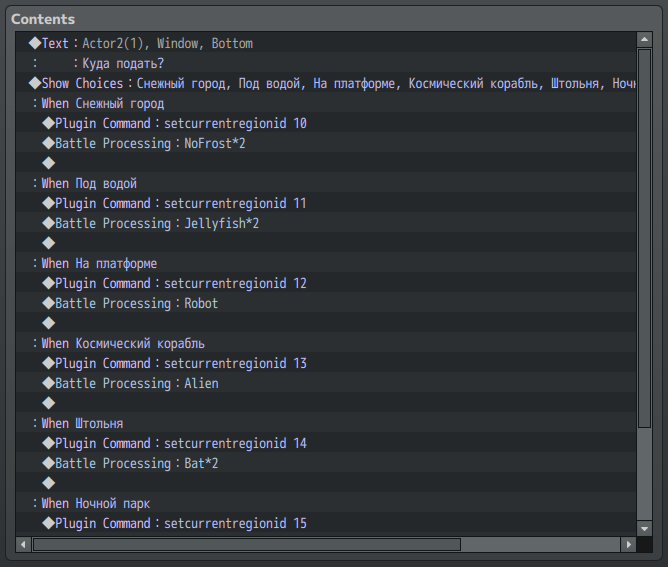 Contents
◆Text：Actor2(1), Window, Bottom
：    ：Куда подать?
◆Show Choices：Снежный город, Под водой, На платформе, Космический корабль, Штольня,
：When Снежный город
◆Plugin Command：setcurrentregionid 10
◆Battle Processing：NoFrost*2
◆
：When Под водой
◆Plugin Command：setcurrentregionid 11
◆Battle Processing：Jellyfish*2
◆
：When На платформе
◆Plugin Command：setcurrentregionid 12
◆Battle Processing：Robot
◆
：When Космический корабль
◆Plugin Command：setcurrentregionid 13
◆Battle Processing：Alien
◆
：When Штольня
◆Plugin Command：setcurrentregionid 14
◆Battle Processing：Bat*2
◆
：When Ночной парк
◆Plugin Command：setcurrentregionid 15